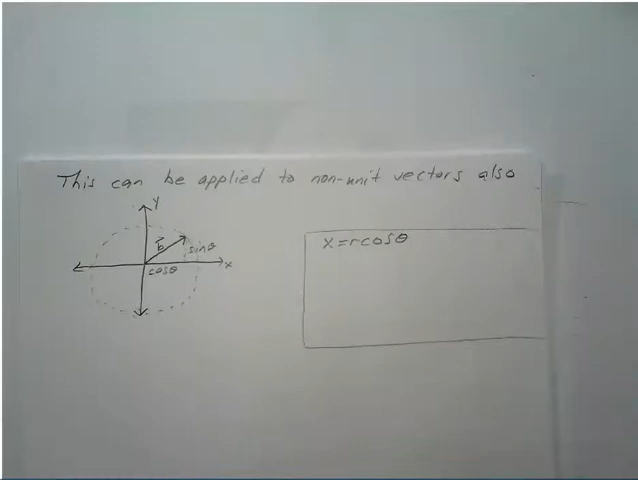 This can be applied to non-unit vectors also
y
b
sinθ
x
cosθ
x=rcosθ